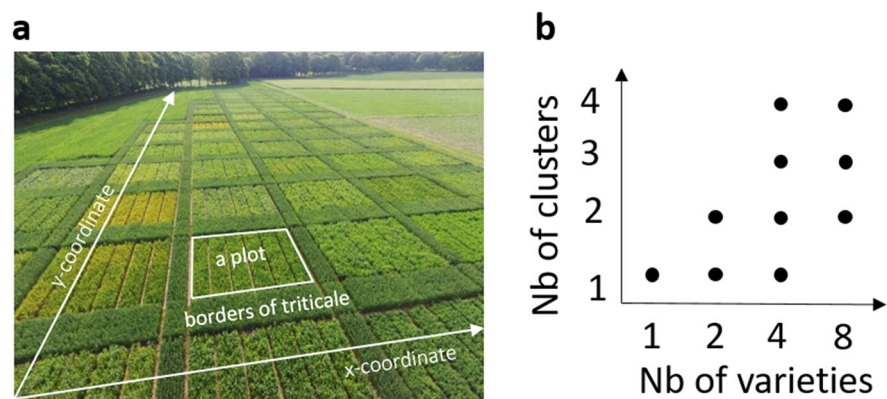 a
y-coordinate
a plot
borders of triticale
x-coordinate
b
Nb of clusters
4
3
2
1
1 2 4 8
Nb of varieties